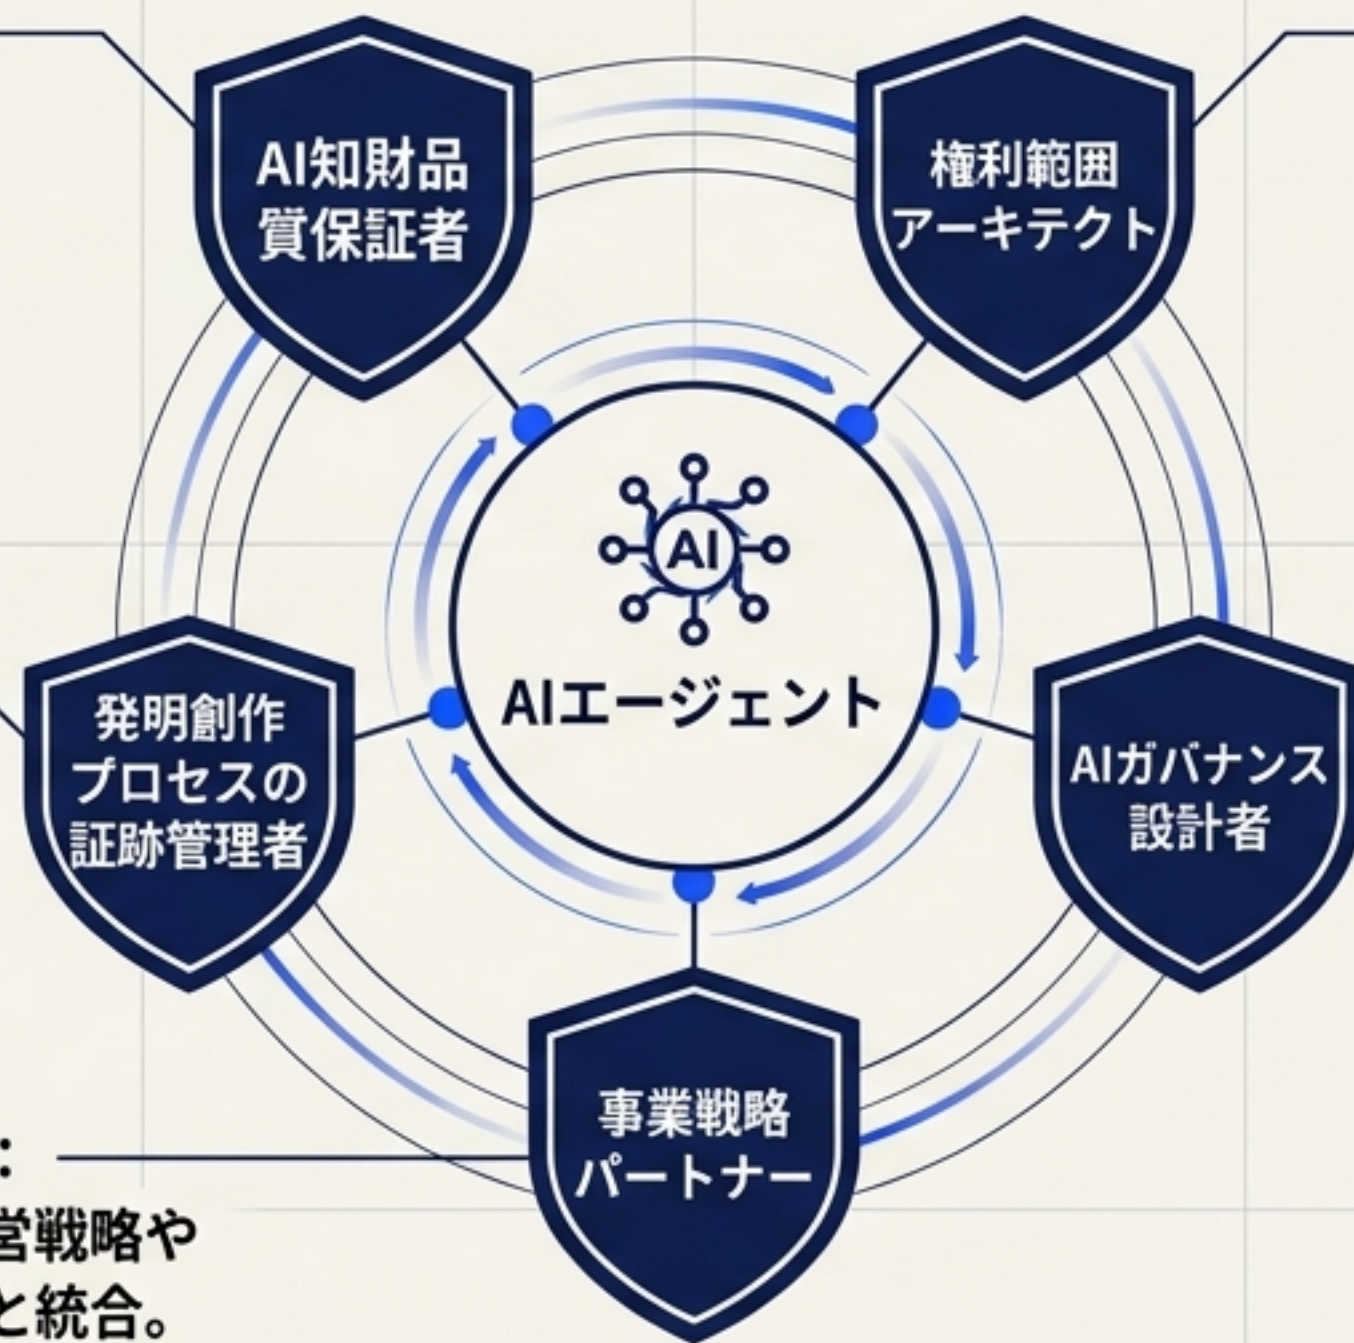 AI知財品
質保証者
権利範囲
アーキテクト
AI
AIエージェント
発明創作
プロセスの
証跡管理者
AIガバナンス
設計者
事業戦略
パートナー
：
営戦略や
と統合。